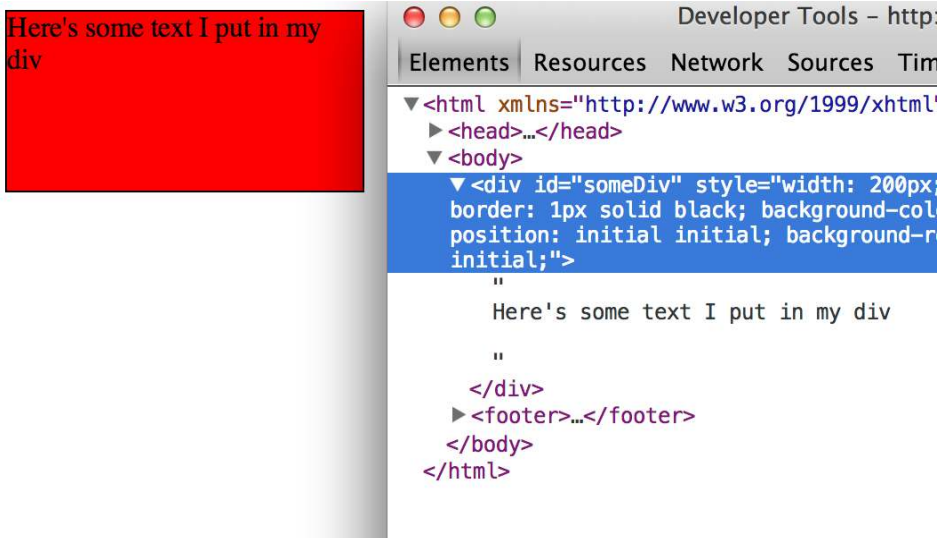 Here's some text I put in my
div
Developer Tools – http:
Elements Resources Network Sources Tim
▼<html xmlns="http://www.w3.org/1999/xhtml"
▶<head>…</head>
▼<body>
▼<div id="someDiv" style="width: 200px;
border: 1px solid black; background-col
position: initial initial; background-r
initial;">
"
Here's some text I put in my div
"
</div>
▶<footer>…</footer>
</body>
</html>